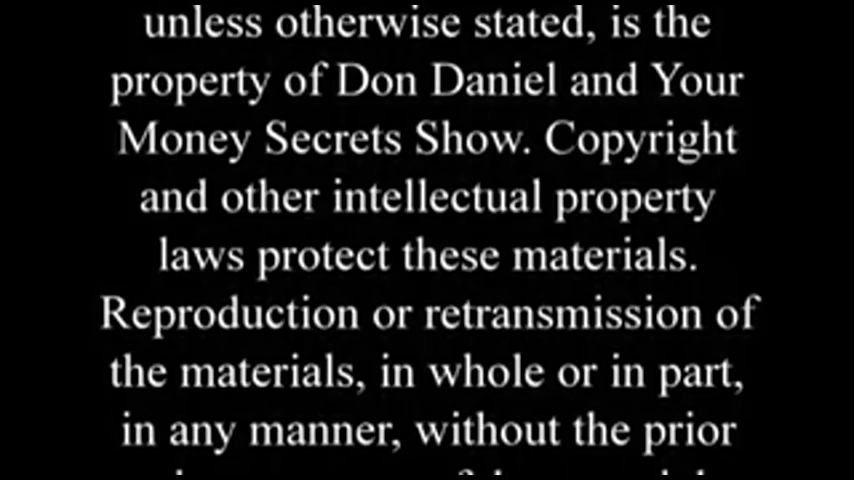 unless otherwise stated, is the
property of Don Daniel and Your
Money Secrets Show. Copyright
and other intellectual property
laws protect these materials.
Reproduction or retransmission of
the materials, in whole or in part,
in any manner, without the prior